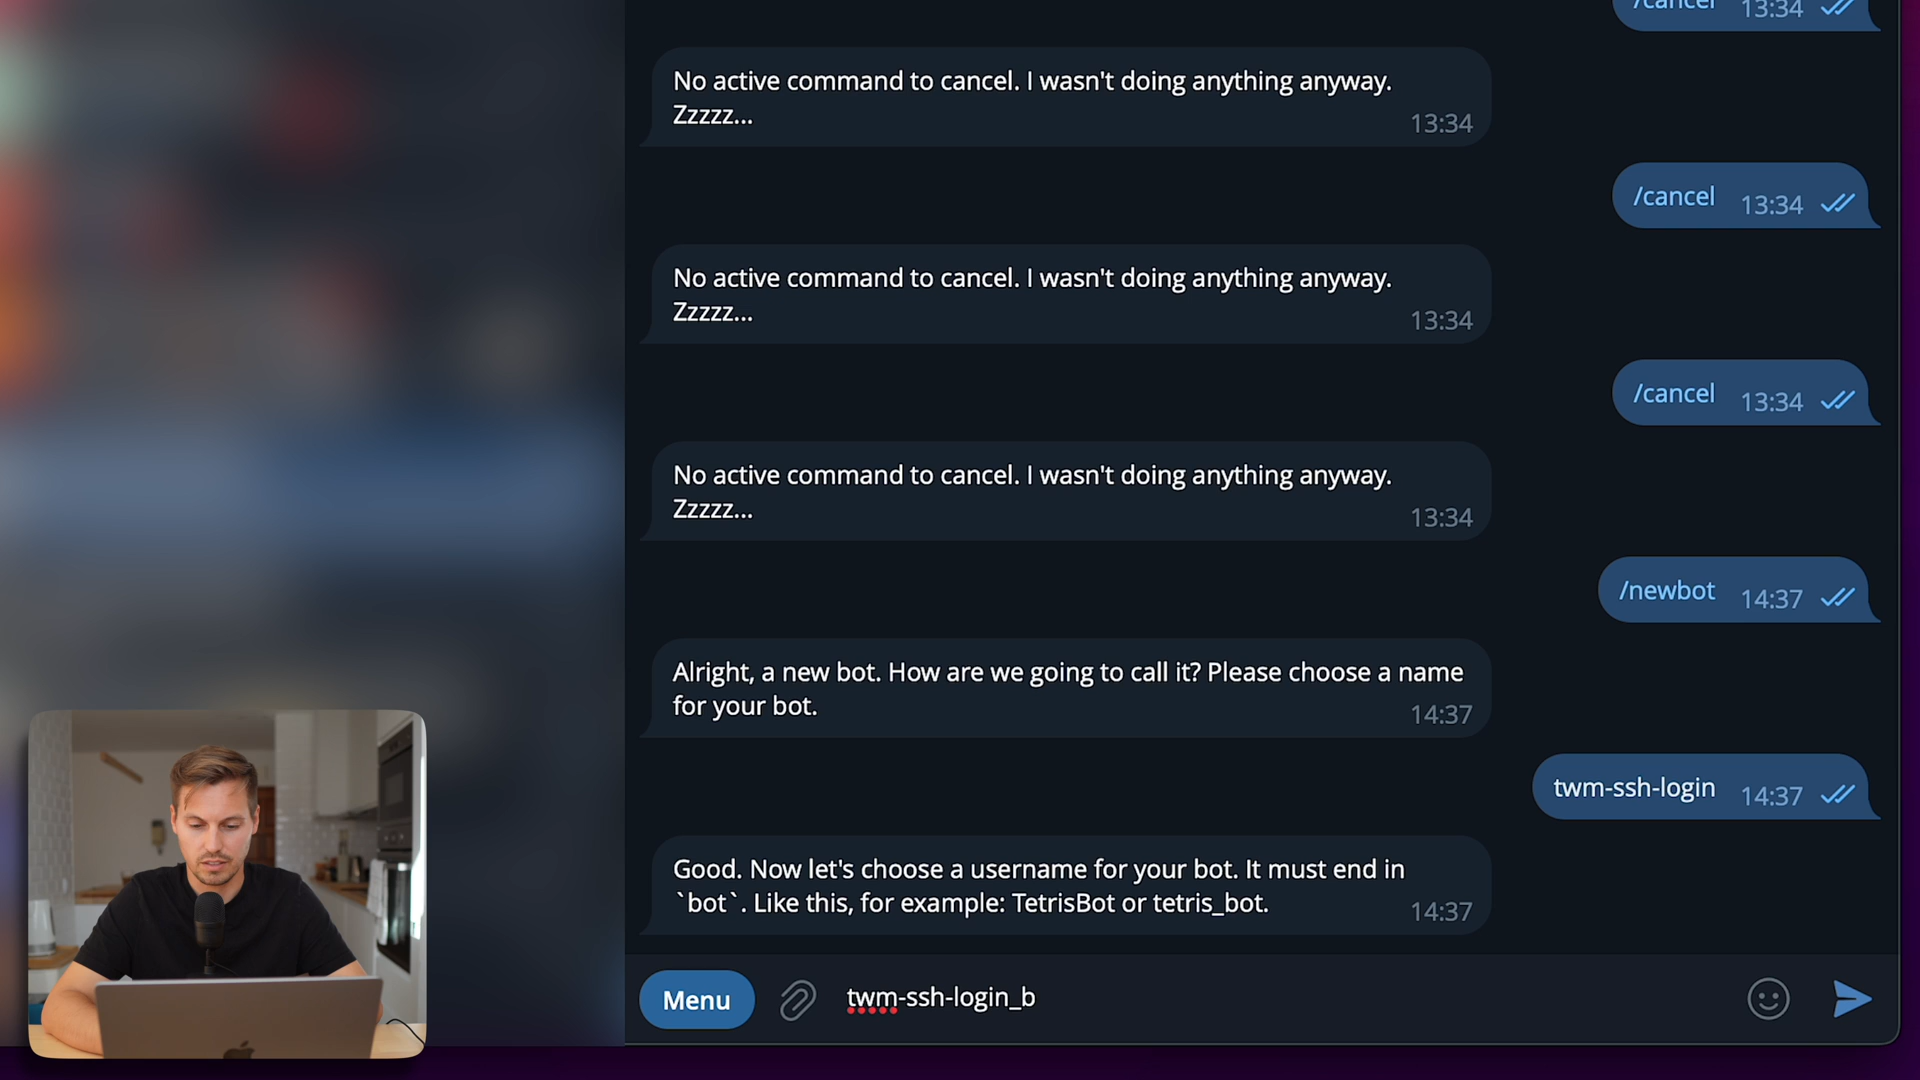 /cancel 13:34
No active command to cancel. I wasn't doing anything anyway.
Zzzzz...
13:34
/cancel 13:34
No active command to cancel. I wasn't doing anything anyway.
Zzzzz...
13:34
/cancel 13:34
No active command to cancel. I wasn't doing anything anyway.
Zzzzz...
13:34
/newbot 14:37
Alright, a new bot. How are we going to call it? Please choose a name
for your bot.
14:37
twm-ssh-login 14:37
Good. Now let's choose a username for your bot. It must end in
`bot`. Like this, for example: TetrisBot or tetris_bot.
14:37
Menu
twm-ssh-login_b